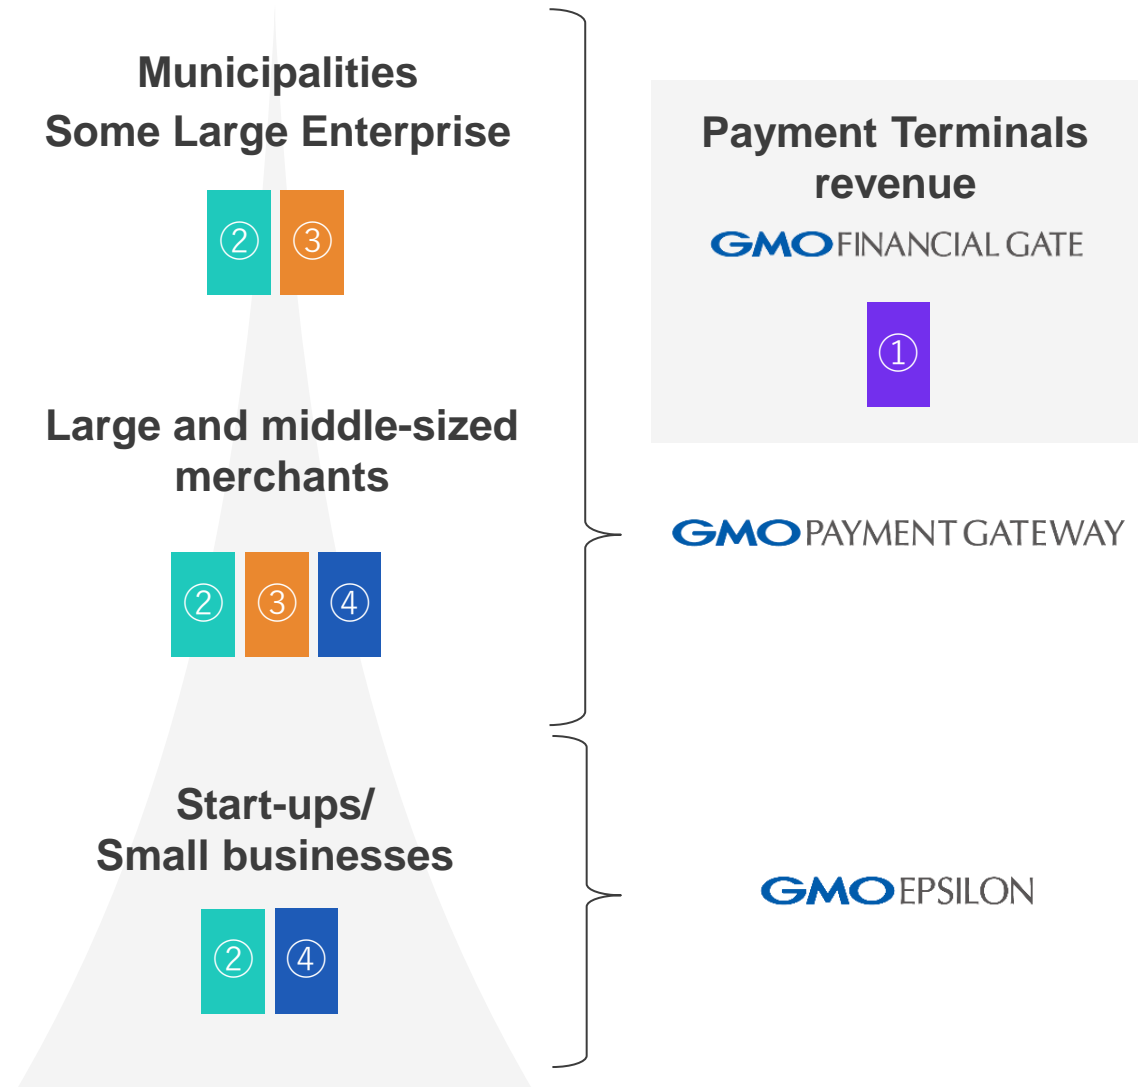 Municipalities
Some Large Enterprise
② ③
Large and middle-sized
merchants
② ③ ④
Start-ups/
Small businesses
② ④
Payment Terminals
revenue
GMO FINANCIAL GATE
①
GMO PAYMENT GATEWAY
GMO EPSILON